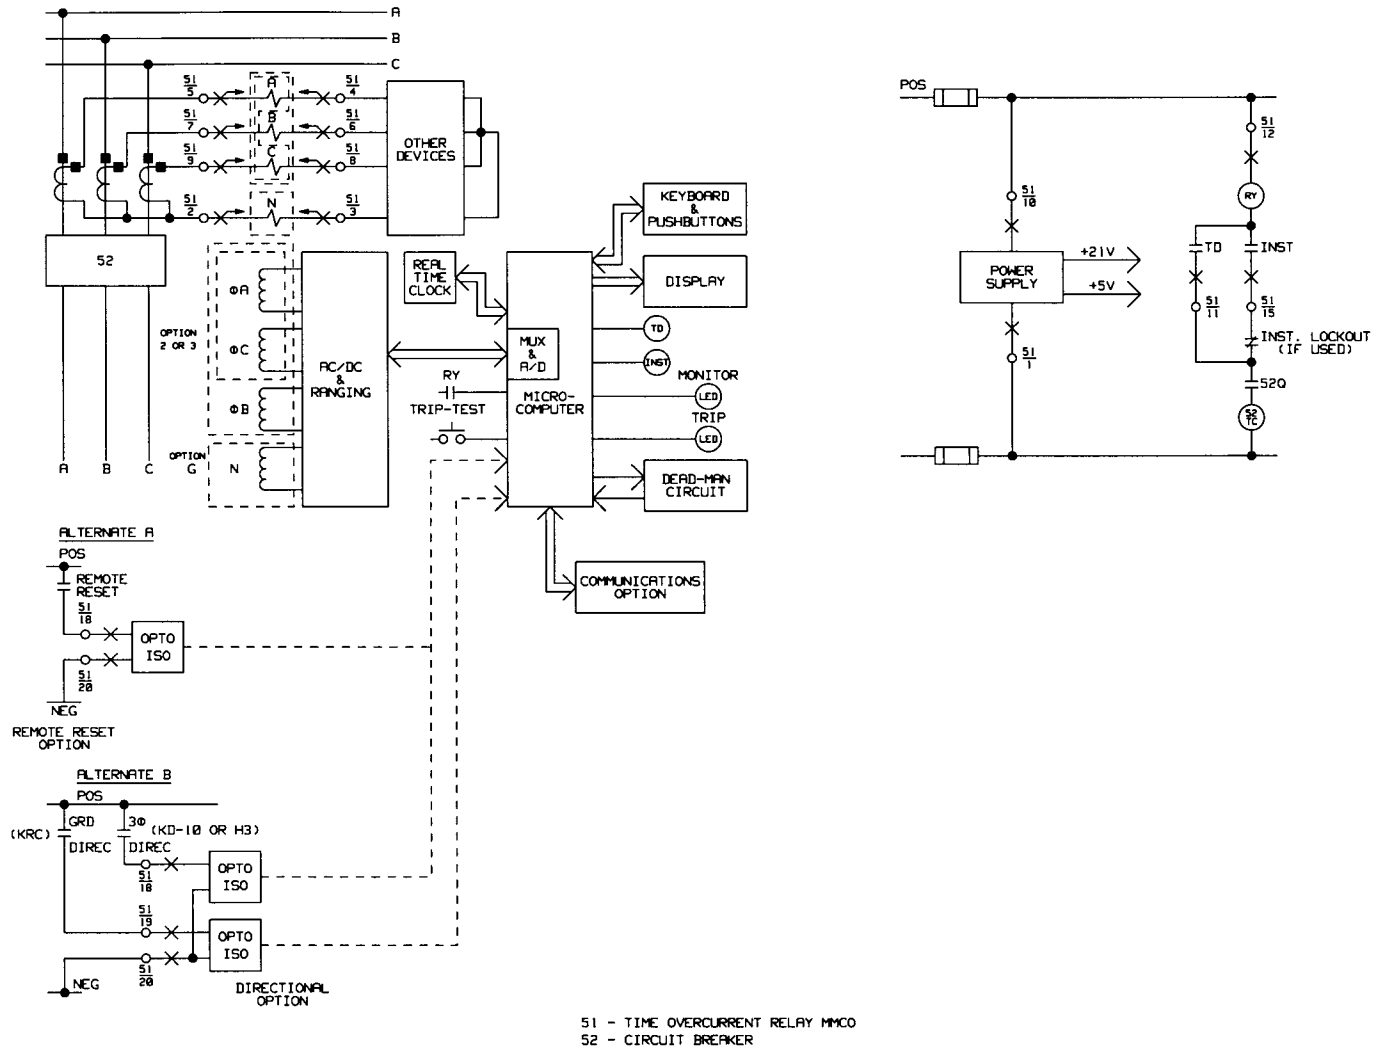 A
B
C
51
5
A
51
4
51
7
B
51
6
51
9
C
51
8
51
2
N
51
3
OTHER
DEVICES
52
A
B
C
OPTION
2 OR 3
ΦA
ΦC
ΦB
OPTION
G
N
AC/DC
&
RANGING
REAL
TIME
CLOCK
MUX
&
A/D
MICRO-
COMPUTER
RY
TRIP-TEST
KEYBOARD
&
PUSHBUTTONS
DISPLAY
TD
INST
MONITOR
LED
TRIP
LED
DEAD-MAN
CIRCUIT
COMMUNICATIONS
OPTION
POS
51
10
POWER
SUPPLY
+21V
+5V
51
1
51
12
RY
TD
INST
51
11
51
15
INST. LOCKOUT
(IF USED)
52Q
52
TC
ALTERNATE A
POS
REMOTE
RESET
51
18
OPTO
ISO
51
20
NEG
REMOTE RESET
OPTION
ALTERNATE B
POS
(KRC)
GRD
DIREC
3Φ
DIREC
(KD-10 OR H3)
51
18
OPTO
ISO
51
19
OPTO
ISO
51
20
NEG
DIRECTIONAL
OPTION
51 - TIME OVERCURRENT RELAY MMCO
52 - CIRCUIT BREAKER